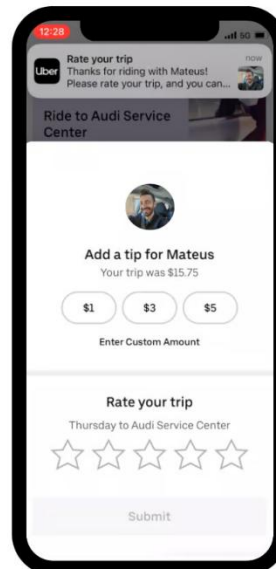 12:28
5G
Uber
Rate your trip
now
Thanks for riding with Mateus!
Please rate your trip, and you can...
Ride to Audi Service
Center
Add a tip for Mateus
Your trip was $15.75
$1 $3 $5
Enter Custom Amount
Rate your trip
Thursday to Audi Service Center
Submit